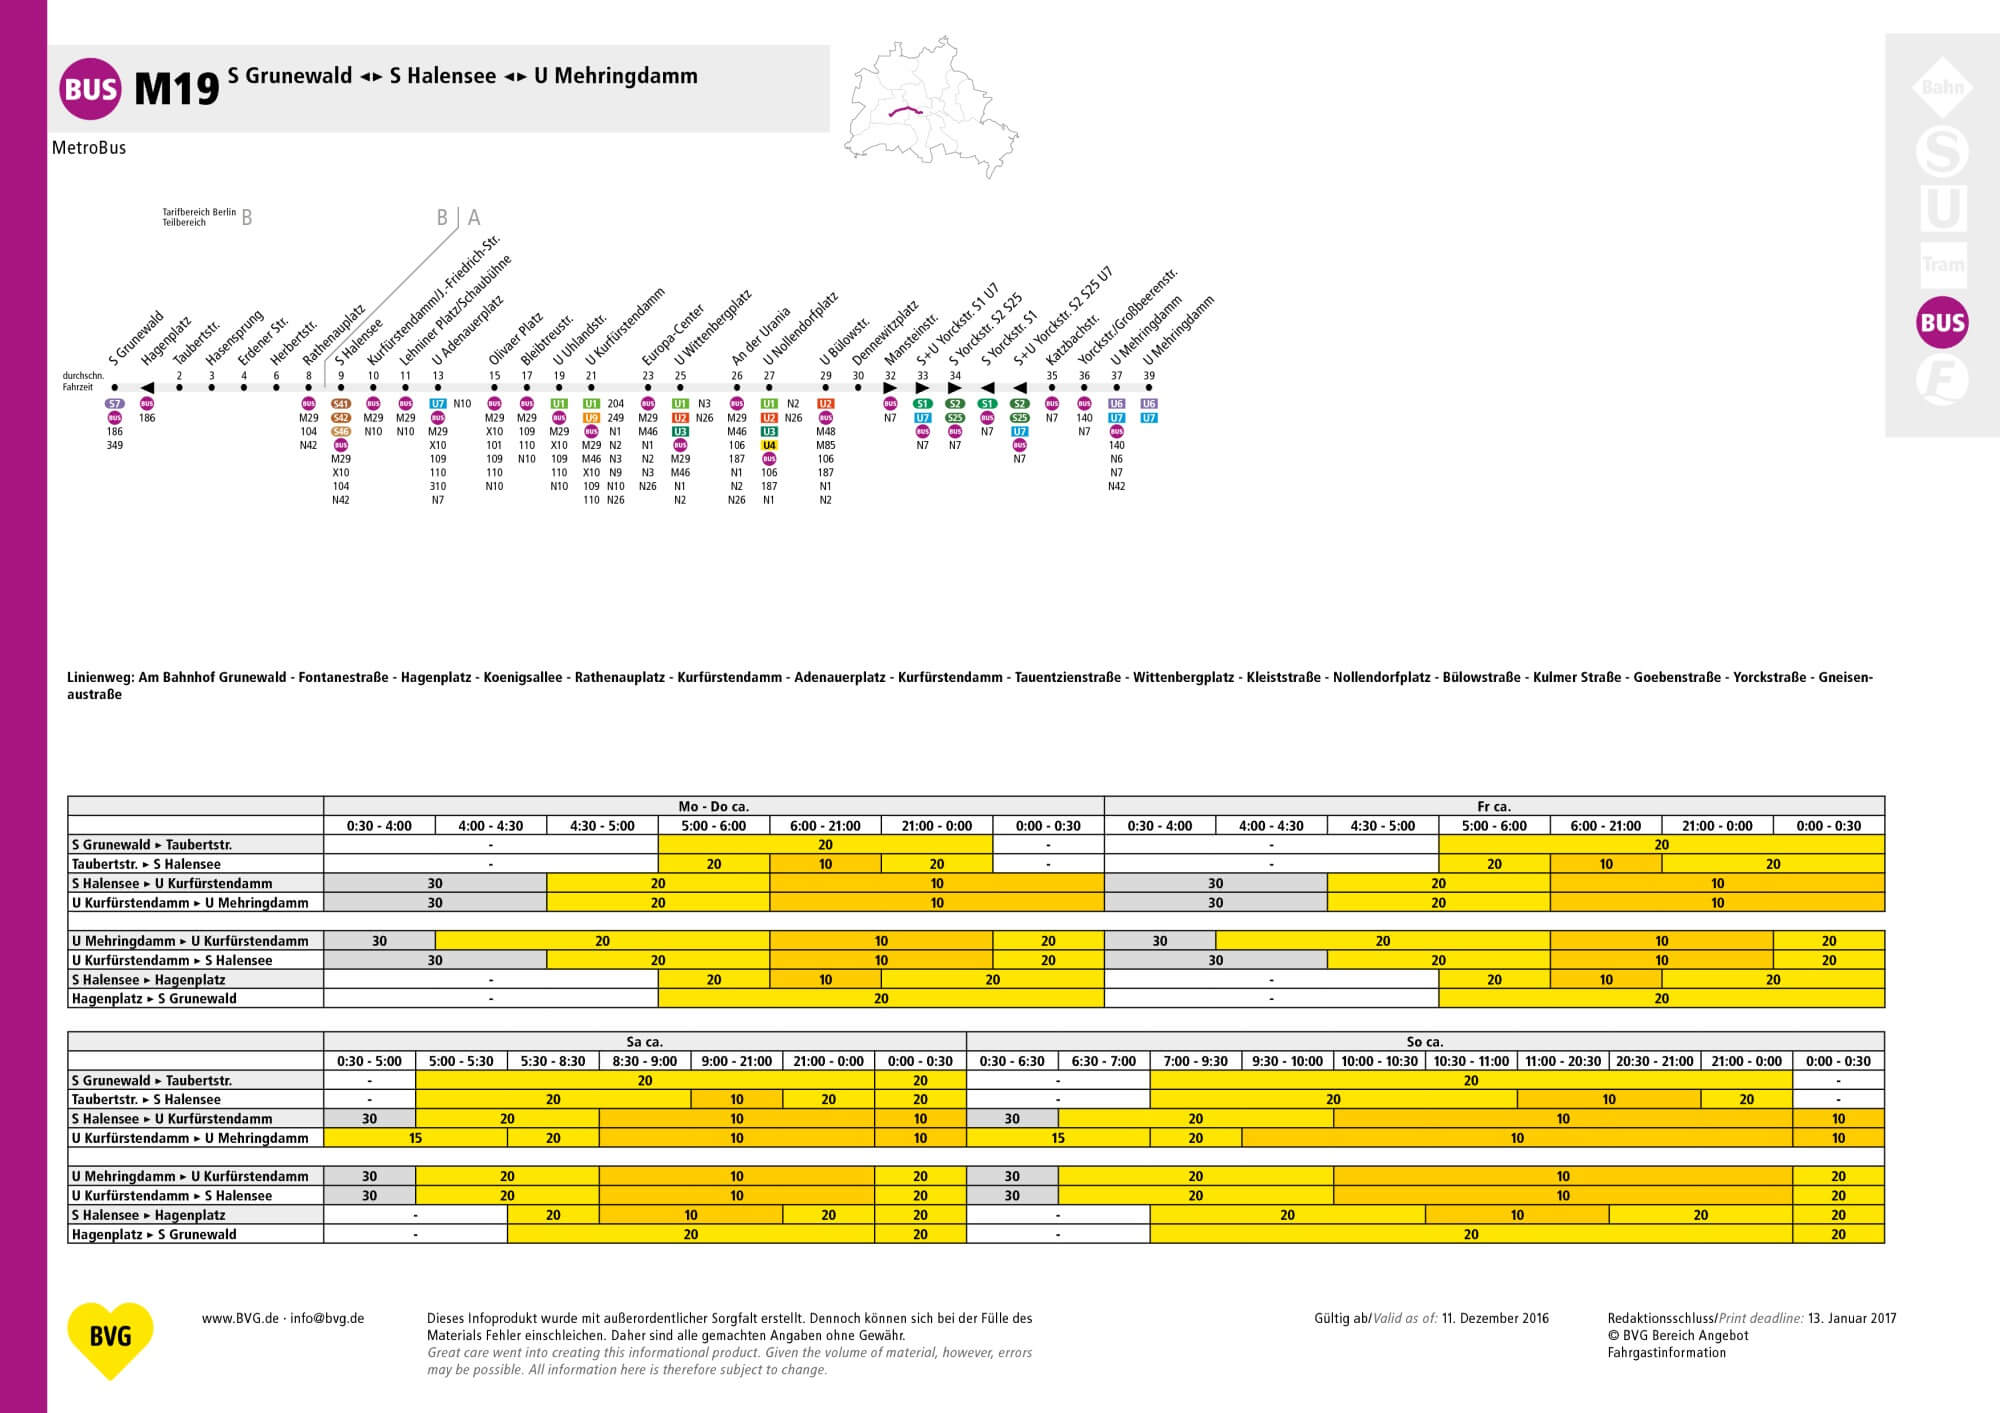 BUS M19 S Grunewald ◄► S Halensee ◄► U Mehringdamm
MetroBus
Bahn
S
U
Tram
BUS
F
Tarifbereich Berlin B
Teilbereich
B | A
S Grunewald
Hagenplatz
Taubertstr.
Hasensprung
Erdener Str.
Herbertstr.
Rathenauplatz
S Halensee
Kurfürstendamm/J.-Friedrich-Str.
Lehniner Platz/Schaubühne
U Adenauerplatz
Olivaer Platz
Bleibtreustr.
U Uhlandstr.
U Kurfürstendamm
Europa-Center
U Wittenbergplatz
An der Urania
U Nollendorfplatz
U Bülowstr.
Dennewitzplatz
Mansteinstr.
S+U Yorckstr. S1 U7
S Yorckstr. S2 S25
S Yorckstr. S1
S+U Yorckstr. S2 S25 U7
Katzbachstr.
Yorckstr./Großbeerenstr.
U Mehringdamm
U Mehringdamm
durchschn.
Fahrzeit
2 3 4 6 8 9 10 11 13 15 17 19 21 23 25 26 27 29 30 32 33 34 35 36 37 39
S7 BUS 186 349
BUS 186
BUS M29 104 N42
S41 S42 S46 BUS M29 X10 104 N42
BUS M29 N10
BUS M29 N10
U7 N10 BUS M29 X10 109 110 310 N7
BUS M29 X10 101 109 110 N10
BUS M29 109 110 N10
U1 BUS M29 X10 109 110 N10
U1 204
U9 249
BUS N1
M29 N2
M46 N3
X10 N9
109 N10
110 N26
BUS M29 M46 N1 N2 N3 N26
U1 N3
U2 N26
U3 BUS M29 M46 N1 N2
BUS M29 M46 106 187 N1 N2 N26
U1 N2
U2 N26
U3 U4 BUS 106 187 N1
U2 BUS M48 M85 106 187 N1 N2
BUS N7
S1 U7 BUS N7
S2 S25 BUS N7
S1 BUS N7
S2 S25 U7 BUS N7
BUS N7
BUS 140 N7
U6 U7 BUS 140 N6 N7 N42
U6 U7
Linienweg: Am Bahnhof Grunewald - Fontanestraße - Hagenplatz - Koenigsallee - Rathenauplatz - Kurfürstendamm - Adenauerplatz - Kurfürstendamm - Tauentzienstraße - Wittenbergplatz - Kleiststraße - Nollendorfplatz - Bülowstraße - Kulmer Straße - Goebenstraße - Yorckstraße - Gneisen-
austraße
Mo - Do ca. Fr ca.
0:30 - 4:00 4:00 - 4:30 4:30 - 5:00 5:00 - 6:00 6:00 - 21:00 21:00 - 0:00 0:00 - 0:30 0:30 - 4:00 4:00 - 4:30 4:30 - 5:00 5:00 - 6:00 6:00 - 21:00 21:00 - 0:00 0:00 - 0:30
S Grunewald ► Taubertstr. - 20 - - 20
Taubertstr. ► S Halensee - 20 10 20 - - 20 10 20
S Halensee ► U Kurfürstendamm 30 20 10 30 20 10
U Kurfürstendamm ► U Mehringdamm 30 20 10 30 20 10
U Mehringdamm ► U Kurfürstendamm 30 20 10 20 30 20 10 20
U Kurfürstendamm ► S Halensee 30 20 10 20 30 20 10 20
S Halensee ► Hagenplatz - 20 10 20 - 20 10 20
Hagenplatz ► S Grunewald - 20 - 20
Sa ca. So ca.
0:30 - 5:00 5:00 - 5:30 5:30 - 8:30 8:30 - 9:00 9:00 - 21:00 21:00 - 0:00 0:00 - 0:30 0:30 - 6:30 6:30 - 7:00 7:00 - 9:30 9:30 - 10:00 10:00 - 10:30 10:30 - 11:00 11:00 - 20:30 20:30 - 21:00 21:00 - 0:00 0:00 - 0:30
S Grunewald ► Taubertstr. - 20 20 - 20 -
Taubertstr. ► S Halensee - 20 10 20 20 - 20 10 20 -
S Halensee ► U Kurfürstendamm 30 20 10 10 30 20 10 10
U Kurfürstendamm ► U Mehringdamm 15 20 10 10 15 20 10 10
U Mehringdamm ► U Kurfürstendamm 30 20 10 20 30 20 10 20
U Kurfürstendamm ► S Halensee 30 20 10 20 30 20 10 20
S Halensee ► Hagenplatz - 20 10 20 20 - 20 10 20 20
Hagenplatz ► S Grunewald - 20 20 - 20 20
BVG
www.BVG.de · info@bvg.de
Dieses Infoprodukt wurde mit außerordentlicher Sorgfalt erstellt. Dennoch können sich bei der Fülle des
Materials Fehler einschleichen. Daher sind alle gemachten Angaben ohne Gewähr.
Great care went into creating this informational product. Given the volume of material, however, errors
may be possible. All information here is therefore subject to change.
Gültig ab/Valid as of: 11. Dezember 2016
Redaktionsschluss/Print deadline: 13. Januar 2017
© BVG Bereich Angebot
Fahrgastinformation